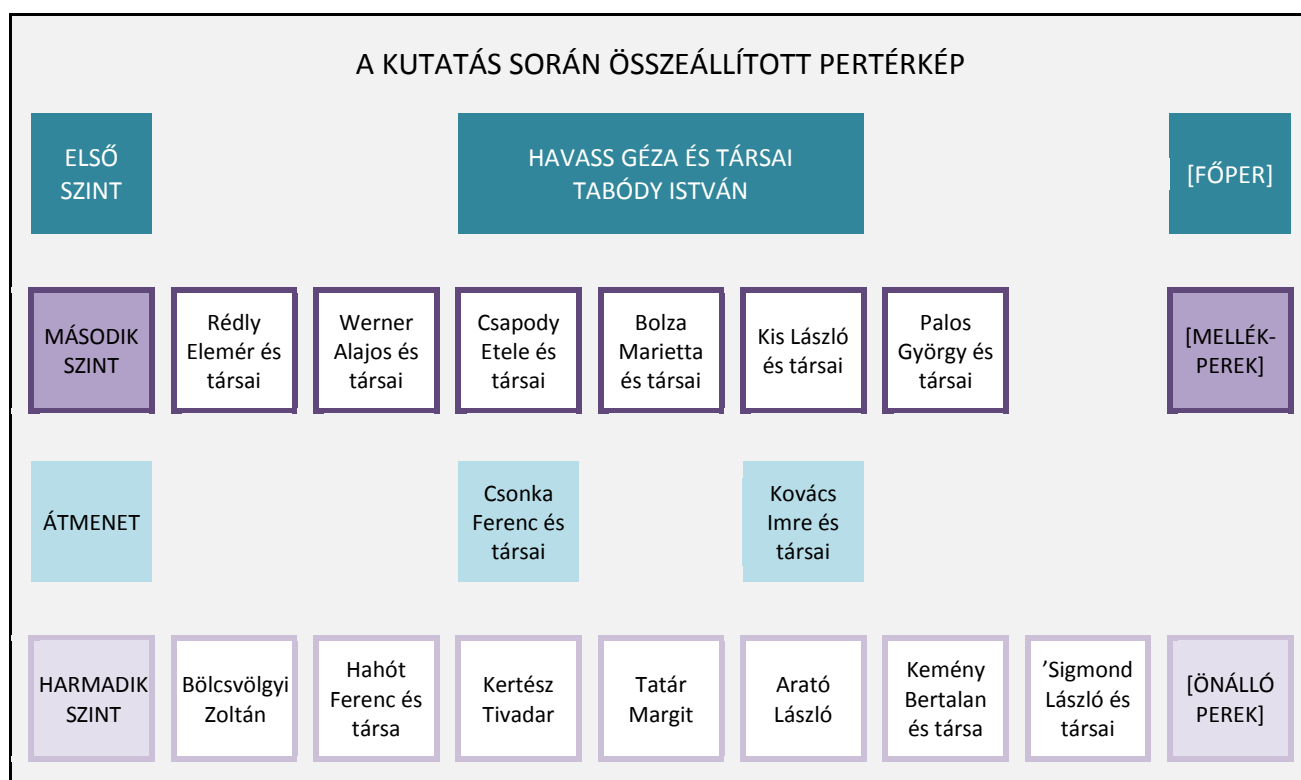 A KUTATÁS SORÁN ÖSSZEÁLLÍTOTT PERTÉRKÉP
ELSŐ
SZINT
HAVASS GÉZA ÉS TÁRSAI
TABÓDY ISTVÁN
[FŐPER]
MÁSODIK
SZINT
Rédly
Elemér és
társai
Werner
Alajos és
társai
Csapody
Etele és
társai
Bolza
Marietta
és társai
Kis László
és társai
Palos
György és
társai
[MELLÉK-
PEREK]
ÁTMENET
Csonka
Ferenc és
társai
Kovács
Imre és
társai
HARMADIK
SZINT
Bölcsvölgyi
Zoltán
Hahót
Ferenc és
társa
Kertész
Tivadar
Tatár
Margit
Arató
László
Kemény
Bertalan
és társa
’Sigmond
László és
társai
[ÖNÁLLÓ
PEREK]